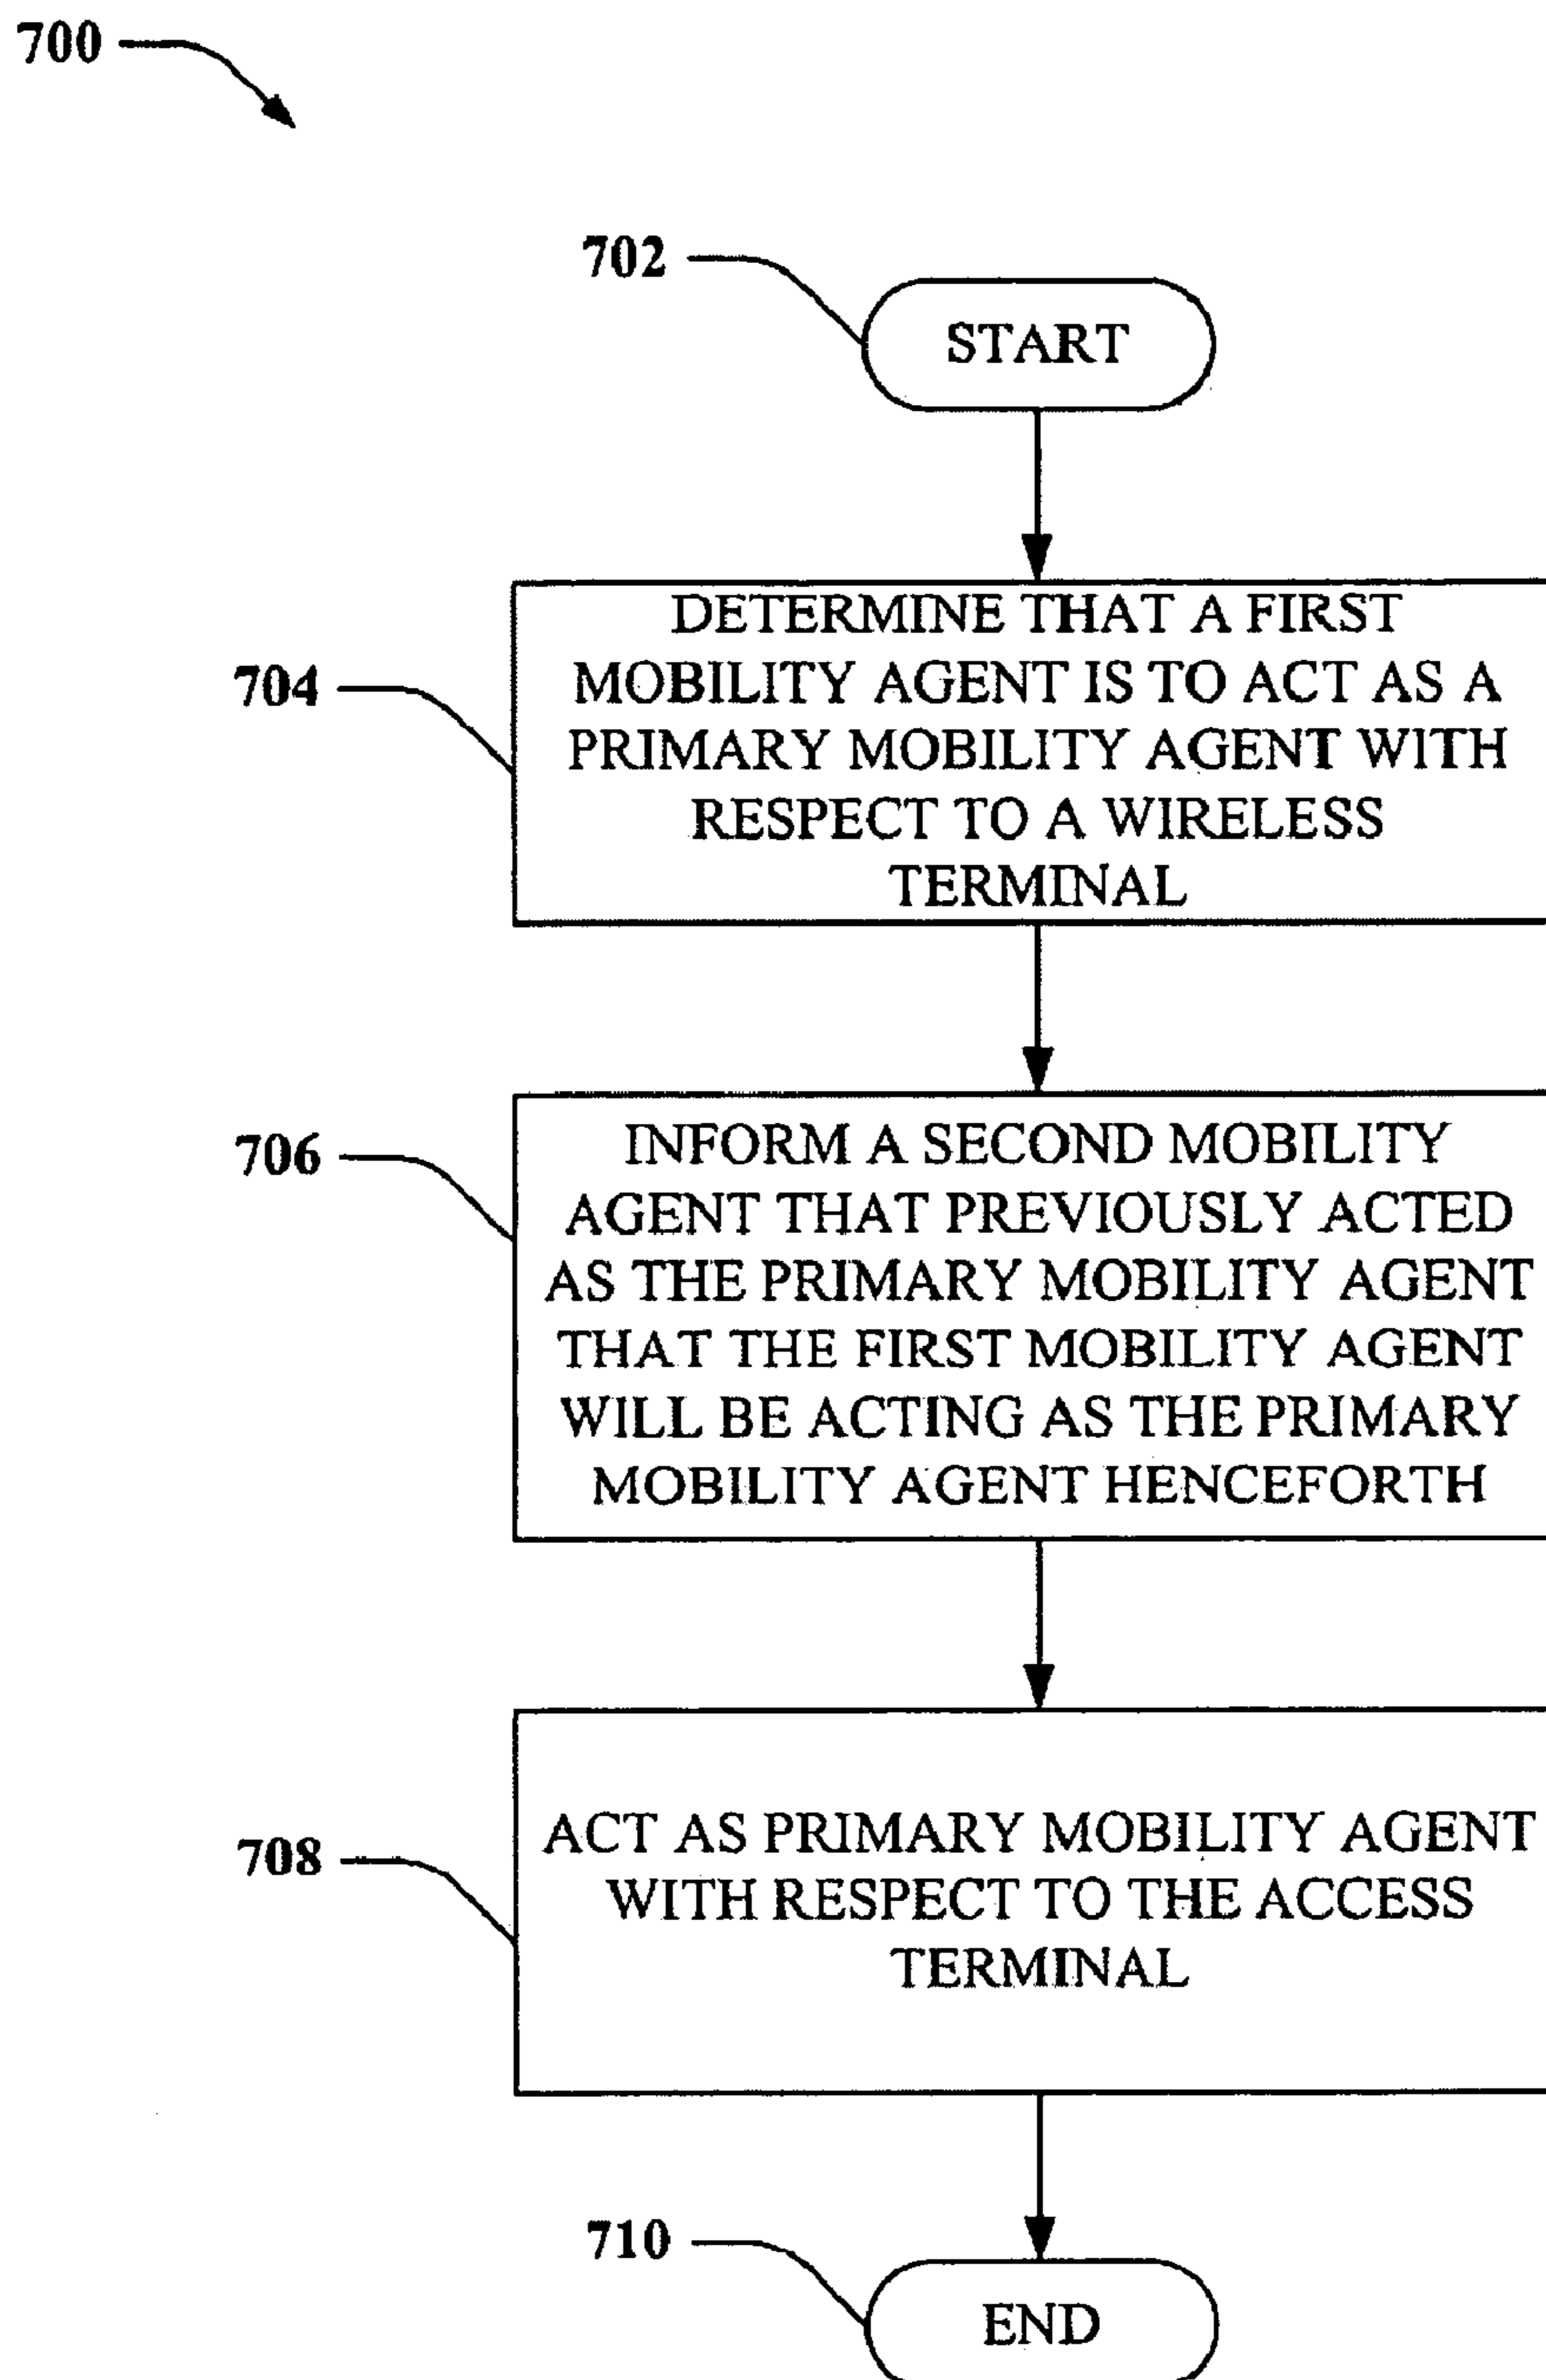 700
702
START
704
DETERMINE THAT A FIRST
MOBILITY AGENT IS TO ACT AS A
PRIMARY MOBILITY AGENT WITH
RESPECT TO A WIRELESS
TERMINAL
706
INFORM A SECOND MOBILITY
AGENT THAT PREVIOUSLY ACTED
AS THE PRIMARY MOBILITY AGENT
THAT THE FIRST MOBILITY AGENT
WILL BE ACTING AS THE PRIMARY
MOBILITY AGENT HENCEFORTH
708
ACT AS PRIMARY MOBILITY AGENT
WITH RESPECT TO THE ACCESS
TERMINAL
710
END